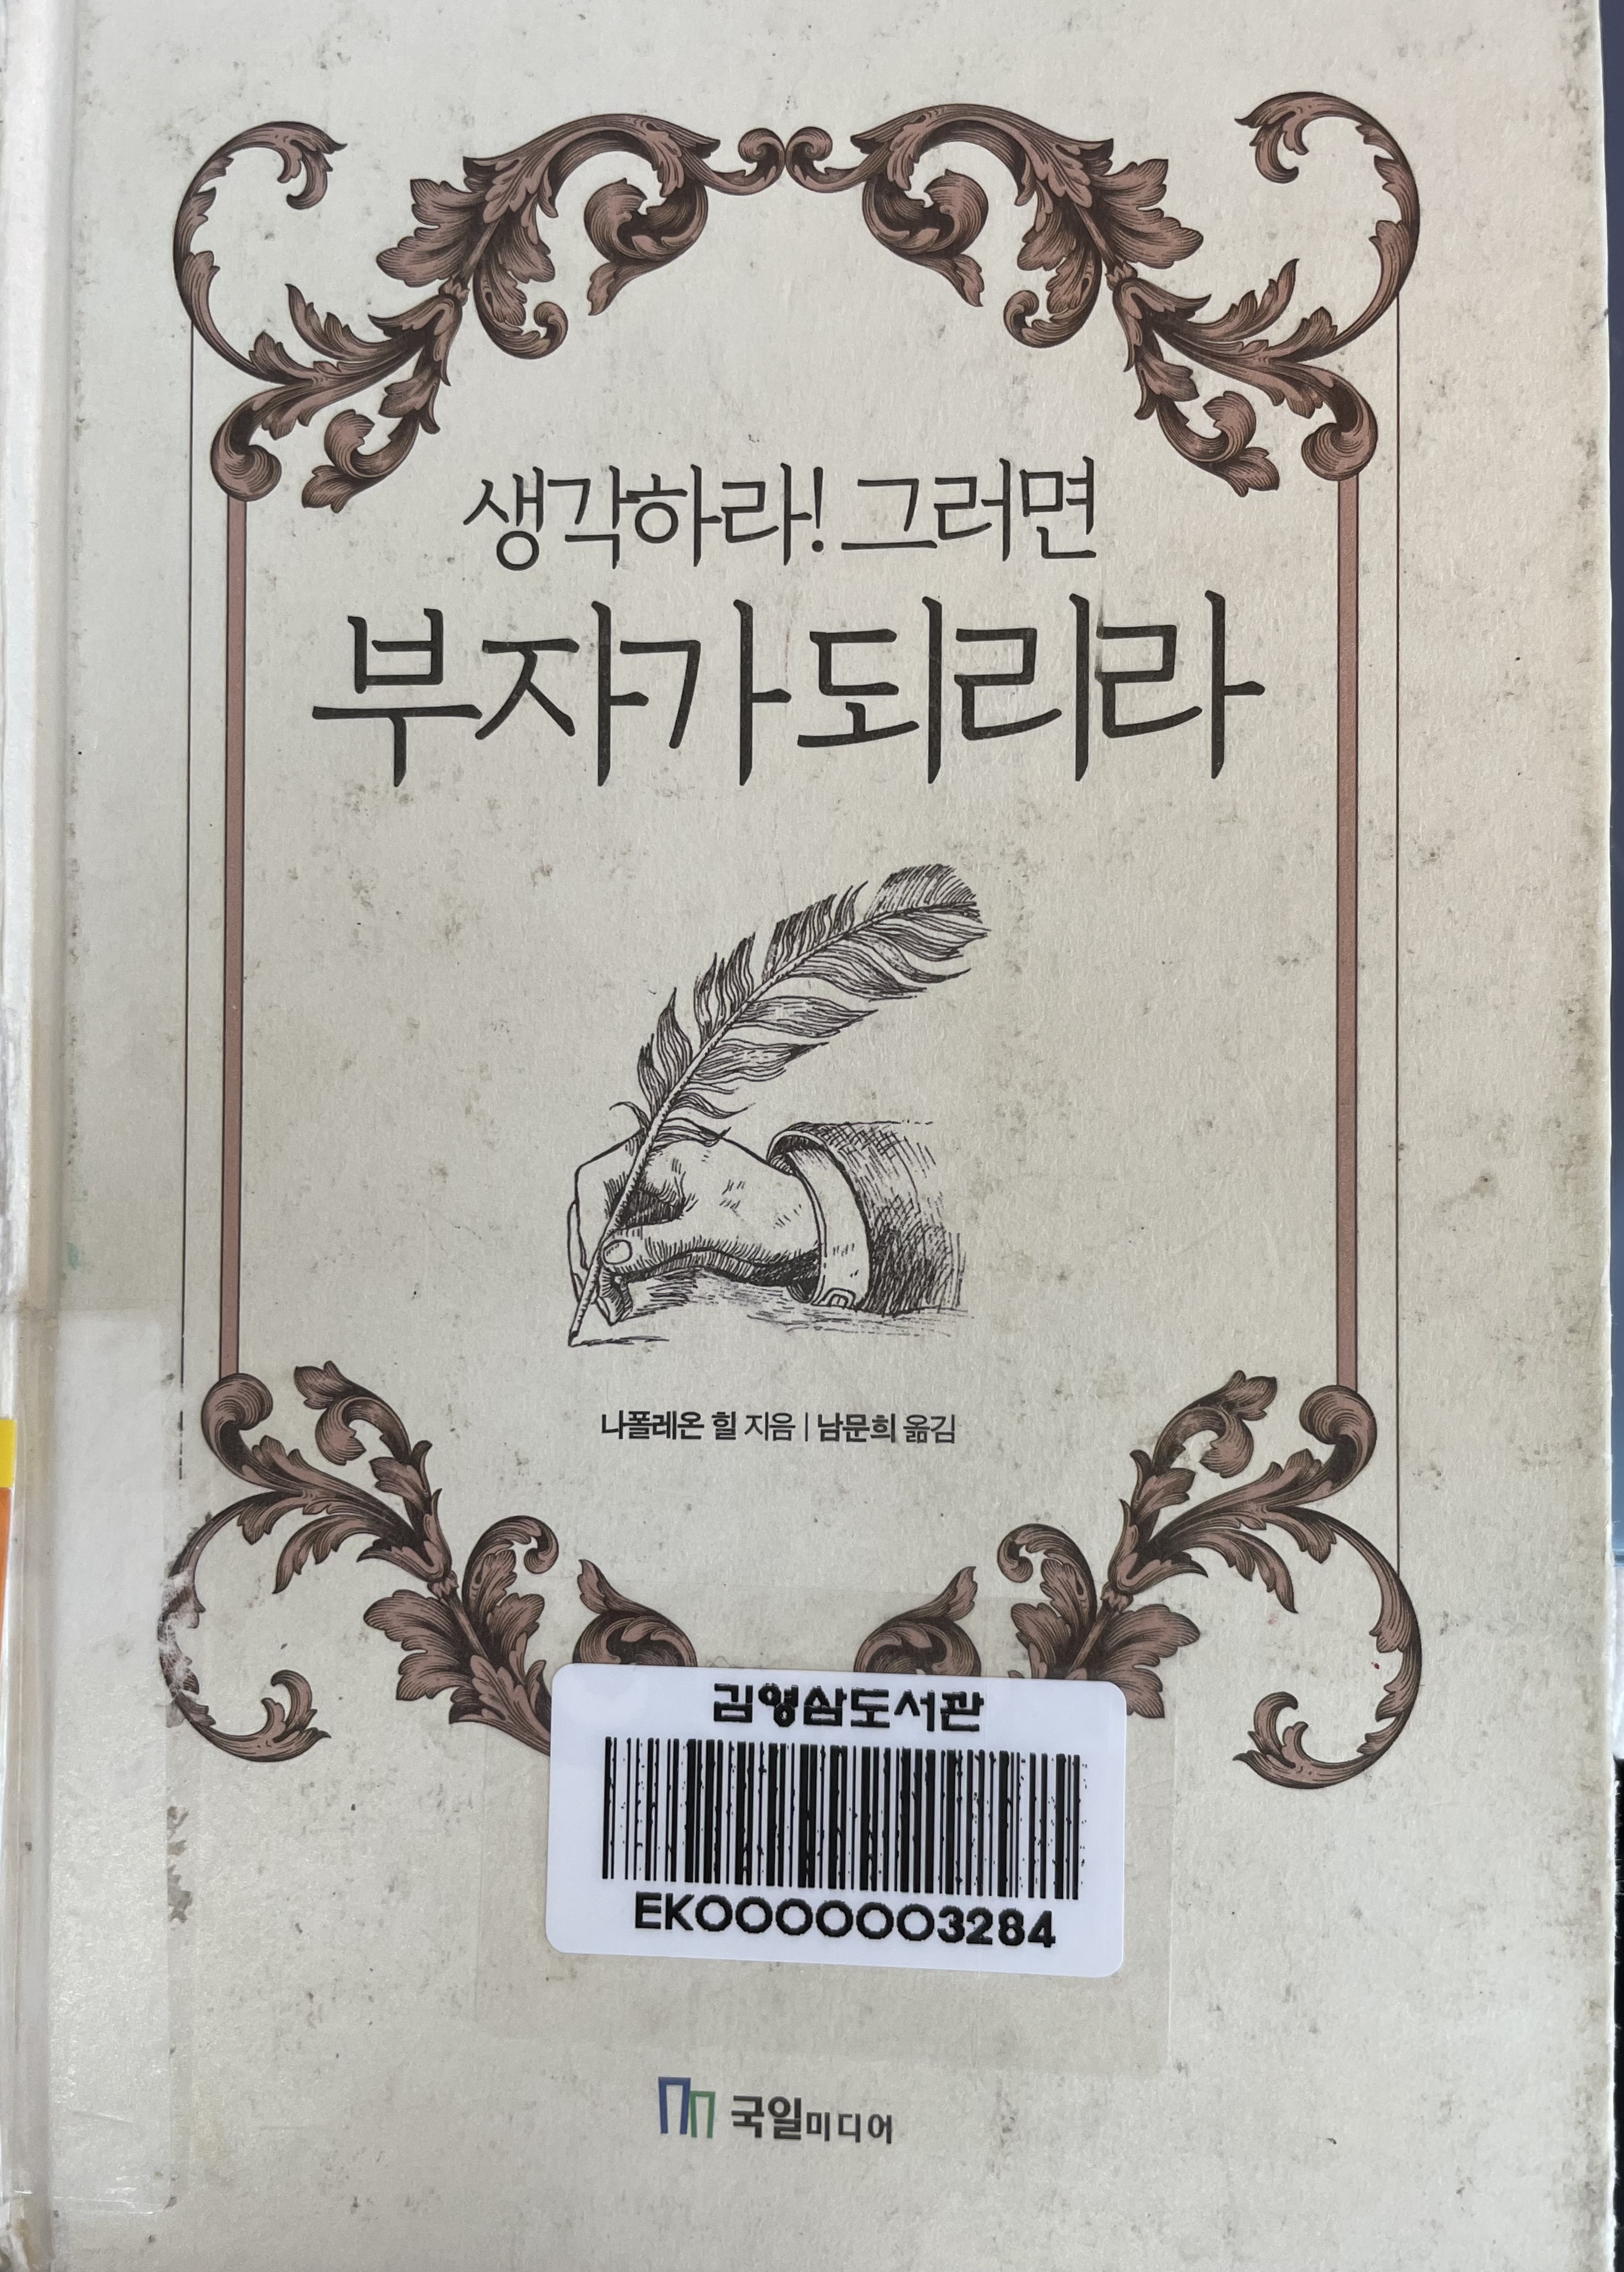 생각하라! 그러면
부자가 되리라
나폴레온 힐 지음 | 남문희 옮김
김영삼도서관
EK0000003284
국일미디어